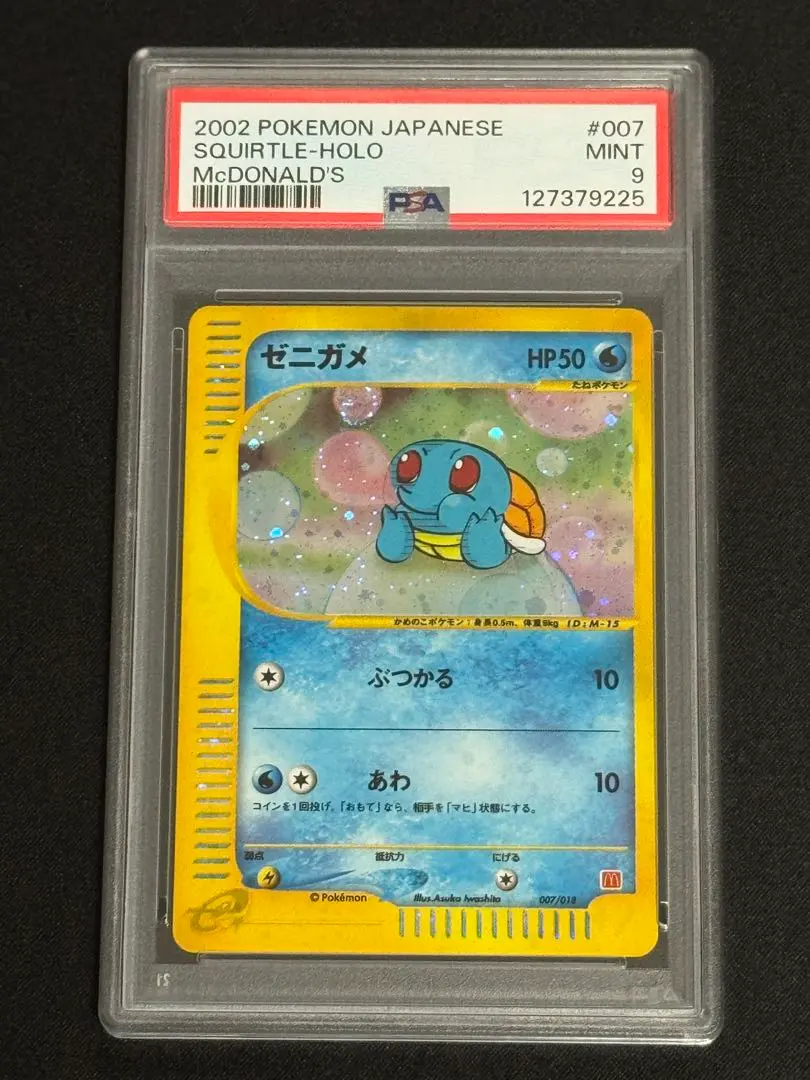 2002 POKEMON JAPANESE #007
SQUIRTLE-HOLO MINT
McDONALD'S 9
PSA 127379225
ゼニガメ HP50
たねポケモン
かめのこポケモン：身長0.5m、体重9kg ID:M-15
ぶつかる 10
あわ 10
コインを1回投げ、「おもて」なら、相手を「マヒ」状態にする。
弱点 抵抗力 にげる
©Pokémon Illus.Asuko Iwashita 007/018
e